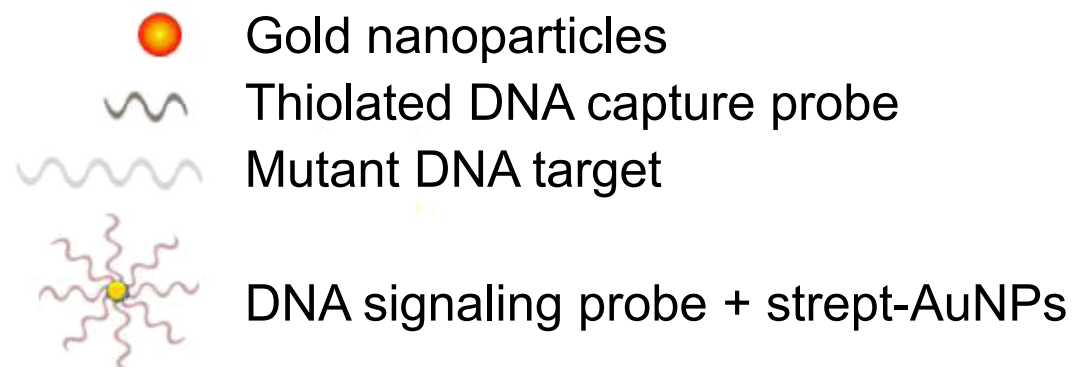 Gold nanoparticles
Thiolated DNA capture probe
Mutant DNA target
DNA signaling probe + strept-AuNPs